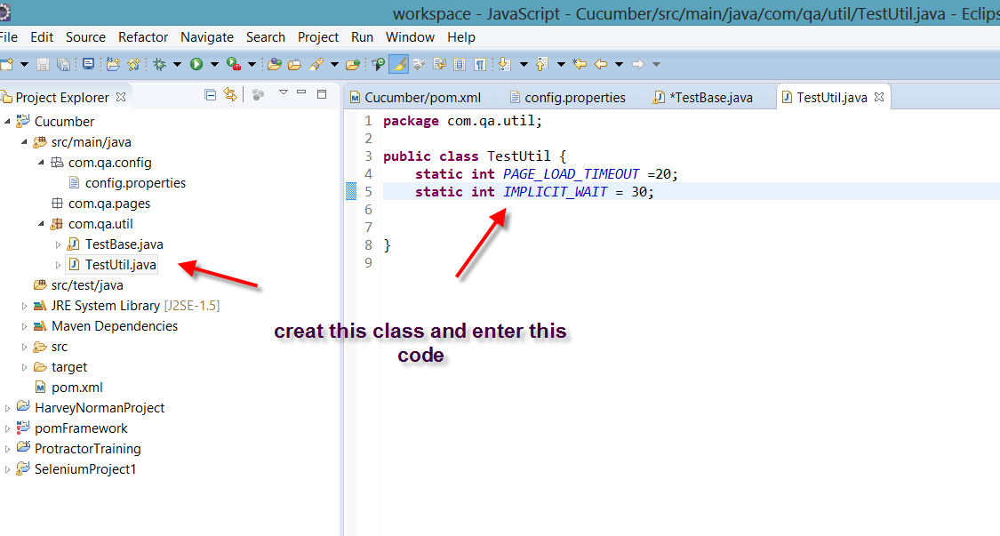 workspace - JavaScript - Cucumber/src/main/java/com/qa/util/TestUtil.java - Eclips
File Edit Source Refactor Navigate Search Project Run Window Help
Project Explorer
Cucumber/pom.xml config.properties *TestBase.java TestUtil.java
Cucumber
src/main/java
com.qa.config
config.properties
com.qa.pages
com.qa.util
TestBase.java
TestUtil.java
src/test/java
JRE System Library [J2SE-1.5]
Maven Dependencies
src
target
pom.xml
HarveyNormanProject
pomFramework
ProtractorTraining
SeleniumProject1
1 package com.qa.util;
2
3 public class TestUtil {
4 static int PAGE_LOAD_TIMEOUT =20;
5 static int IMPLICIT_WAIT = 30;
6
7
8 }
9
creat this class and enter this
code